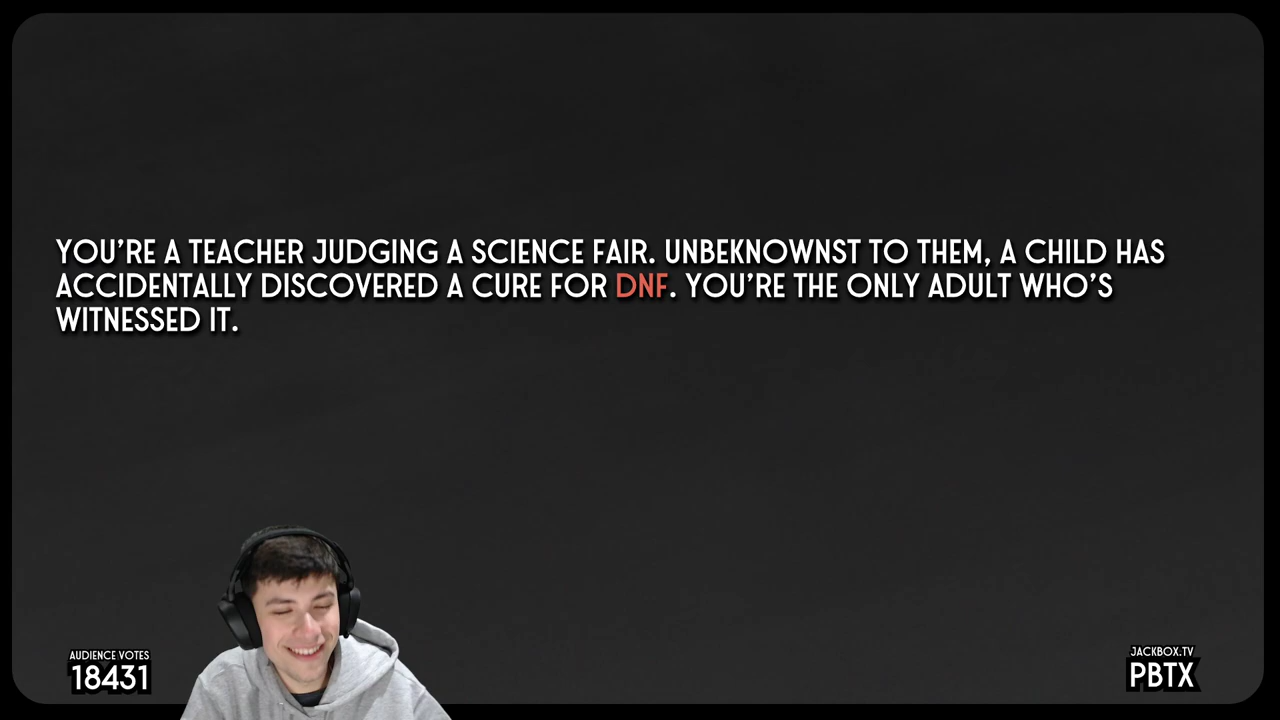 YOU'RE A TEACHER JUDGING A SCIENCE FAIR. UNBEKNOWNST TO THEM, A CHILD HAS
ACCIDENTALLY DISCOVERED A CURE FOR DNF. YOU'RE THE ONLY ADULT WHO'S
WITNESSED IT.
AUDIENCE VOTES
18431
JACKBOX.TV
PBTX